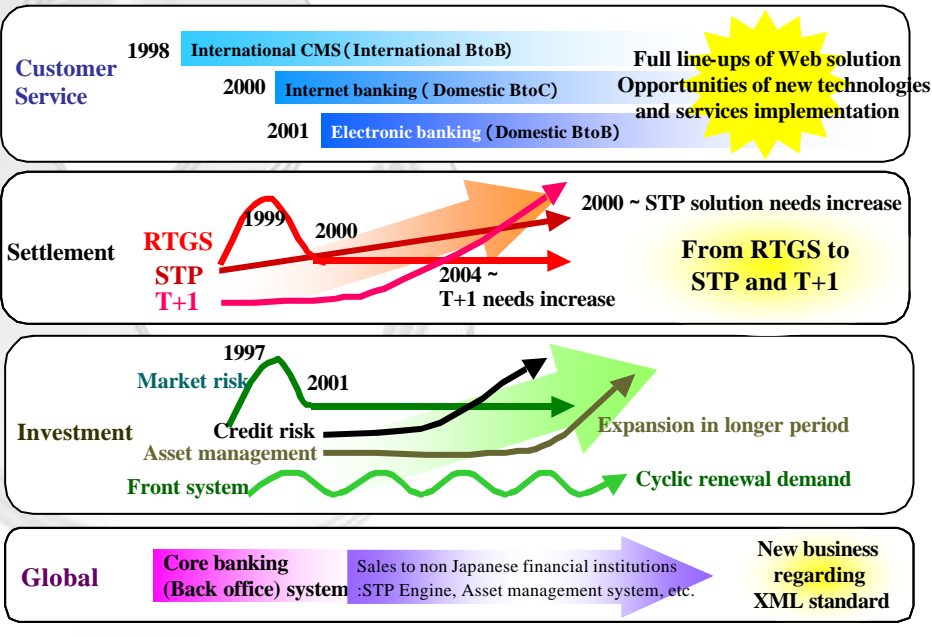 Customer
Service
1998
International CMS (International BtoB)
2000
Internet banking ( Domestic BtoC)
2001
Electronic banking (Domestic BtoB)
Full line-ups of Web solution
Opportunities of new technologies
and services implementation
Settlement
1999
2000
RTGS
STP
T+1
2004 ~
T+1 needs increase
2000 ~ STP solution needs increase
From RTGS to
STP and T+1
Investment
1997
Market risk
2001
Credit risk
Asset management
Expansion in longer period
Front system
Cyclic renewal demand
Global
Core banking
(Back office) system
Sales to non Japanese financial institutions
:STP Engine, Asset management system, etc.
New business
regarding
XML standard